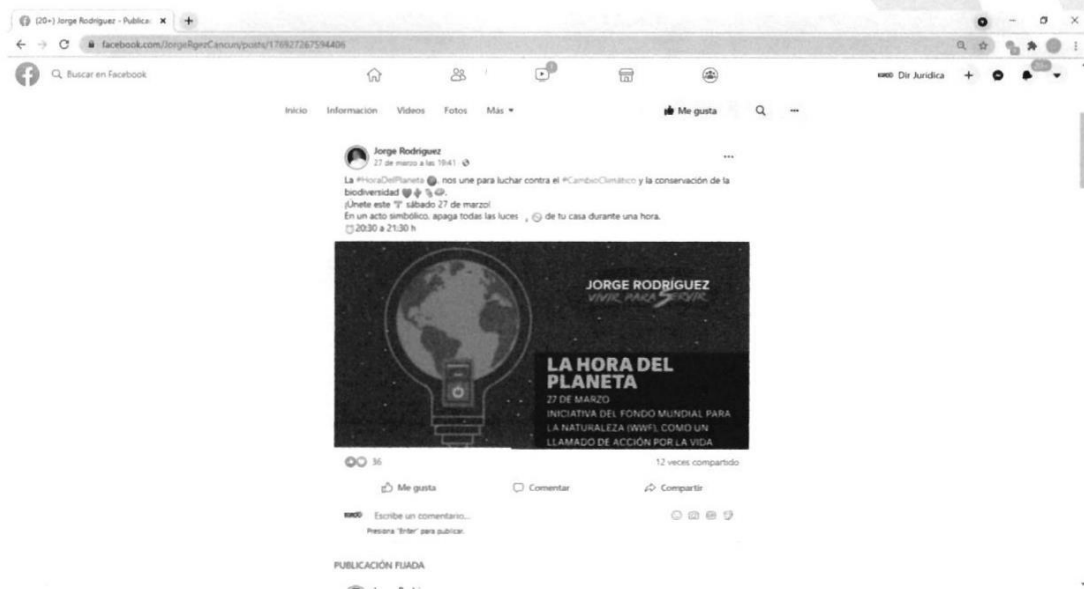 (20+) Jorge Rodríguez - Publica
facebook.com/JorgeRgezCancun/posts/176927267594406
Buscar en Facebook
Dir Juridica
Inicio Información Videos Fotos Más
Me gusta
Jorge Rodríguez
27 de marzo a las 19:41
La #HoraDelPlaneta , nos une para luchar contra el #CambioClimático y la conservación de la
biodiversidad
¡Únete este sábado 27 de marzo!
En un acto simbólico, apaga todas las luces , de tu casa durante una hora.
20:30 a 21:30 h
JORGE RODRÍGUEZ
VIVIR PARA SERVIR
LA HORA DEL
PLANETA
27 DE MARZO
INICIATIVA DEL FONDO MUNDIAL PARA
LA NATURALEZA (WWF), COMO UN
LLAMADO DE ACCIÓN POR LA VIDA
36 12 veces compartido
Me gusta Comentar Compartir
Escribe un comentario...
Presiona "Enter" para publicar.
PUBLICACIÓN FIJADA